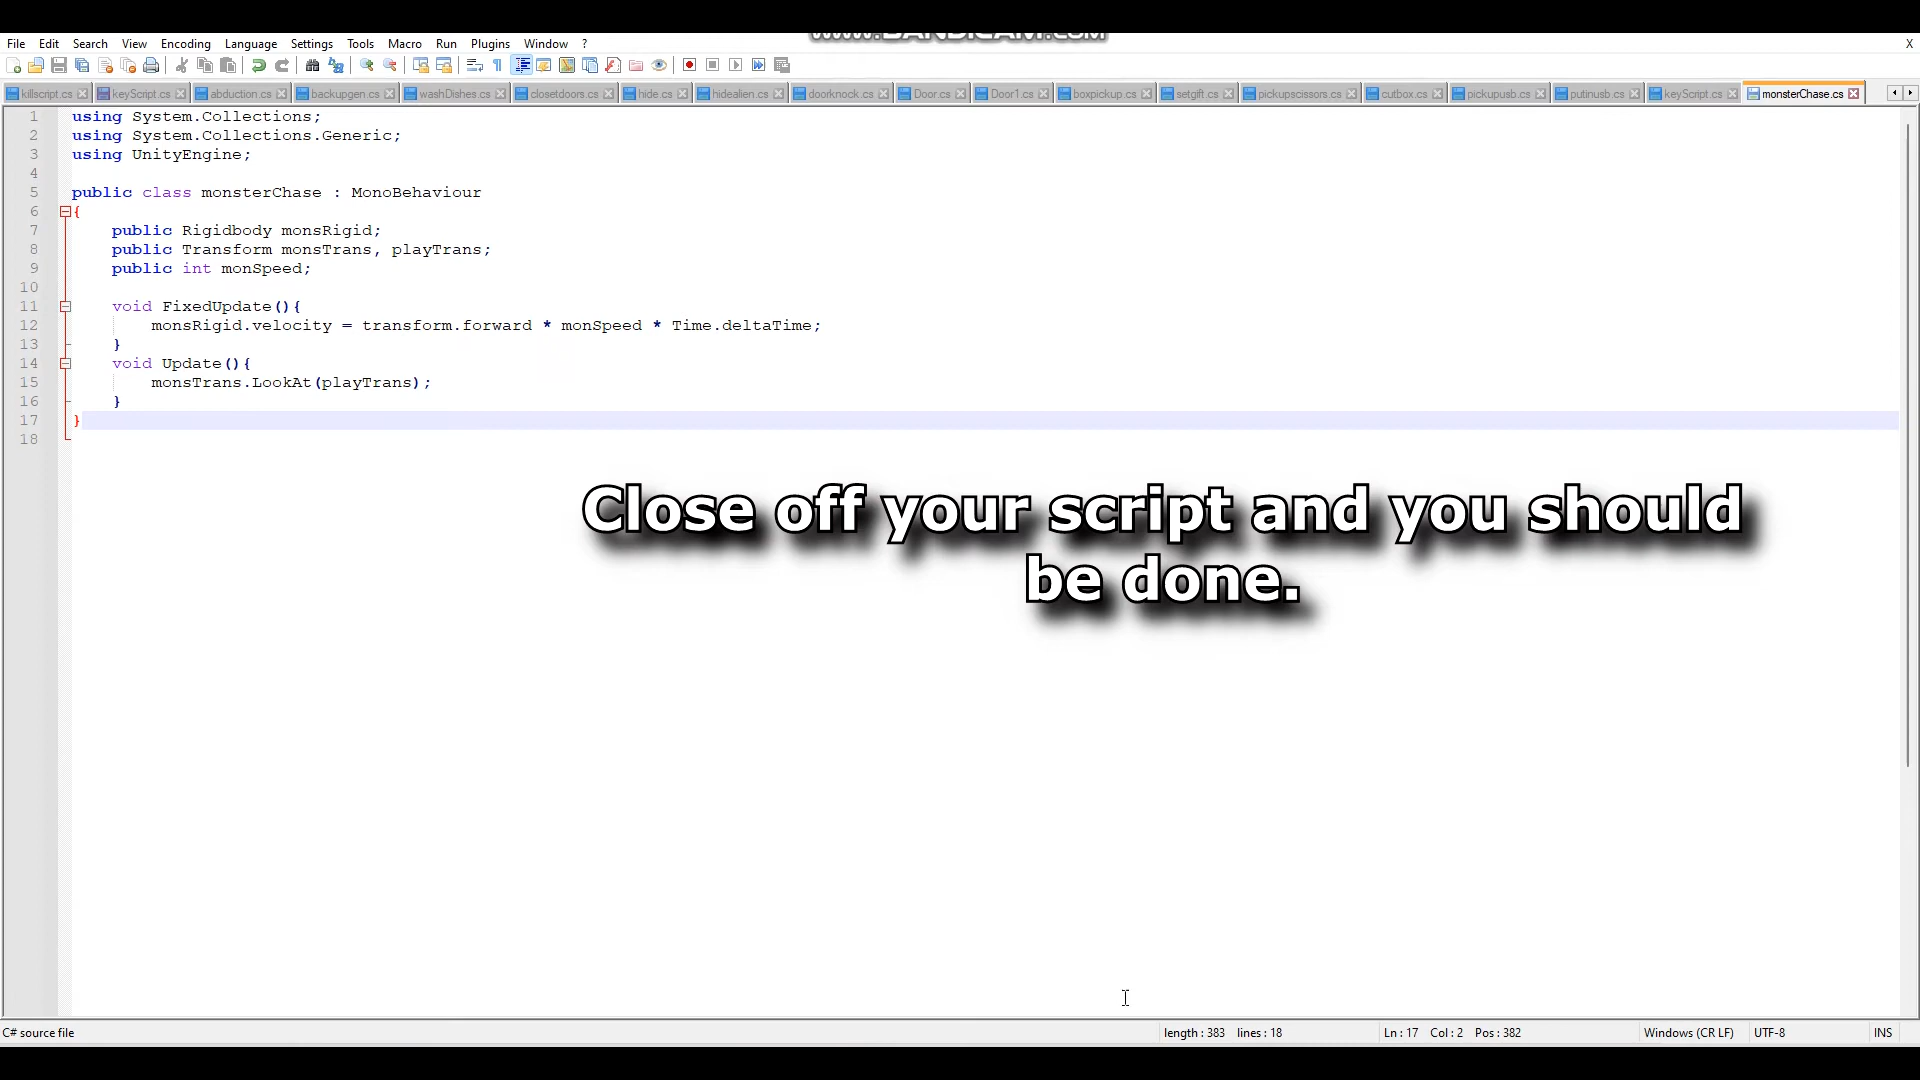 www.BANDICAM.COM
File Edit Search View Encoding Language Settings Tools Macro Run Plugins Window ? X
killscript.cs keyScript.cs abduction.cs backupgen.cs washDishes.cs closetdoors.cs hide.cs hidealien.cs doorknock.cs Door.cs Door1.cs boxpickup.cs setgift.cs pickupscissors.cs cutbox.cs pickupusb.cs putinusb.cs keyScript.cs monsterChase.cs
1 using System.Collections;
2 using System.Collections.Generic;
3 using UnityEngine;
4
5 public class monsterChase : MonoBehaviour
6 {
7 public Rigidbody monsRigid;
8 public Transform monsTrans, playTrans;
9 public int monSpeed;
10
11 void FixedUpdate(){
12 monsRigid.velocity = transform.forward * monSpeed * Time.deltaTime;
13 }
14 void Update(){
15 monsTrans.LookAt(playTrans);
16 }
17 }
18
Close off your script and you should
be done.
C# source file length : 383 lines : 18 Ln : 17 Col : 2 Pos : 382 Windows (CR LF) UTF-8 INS